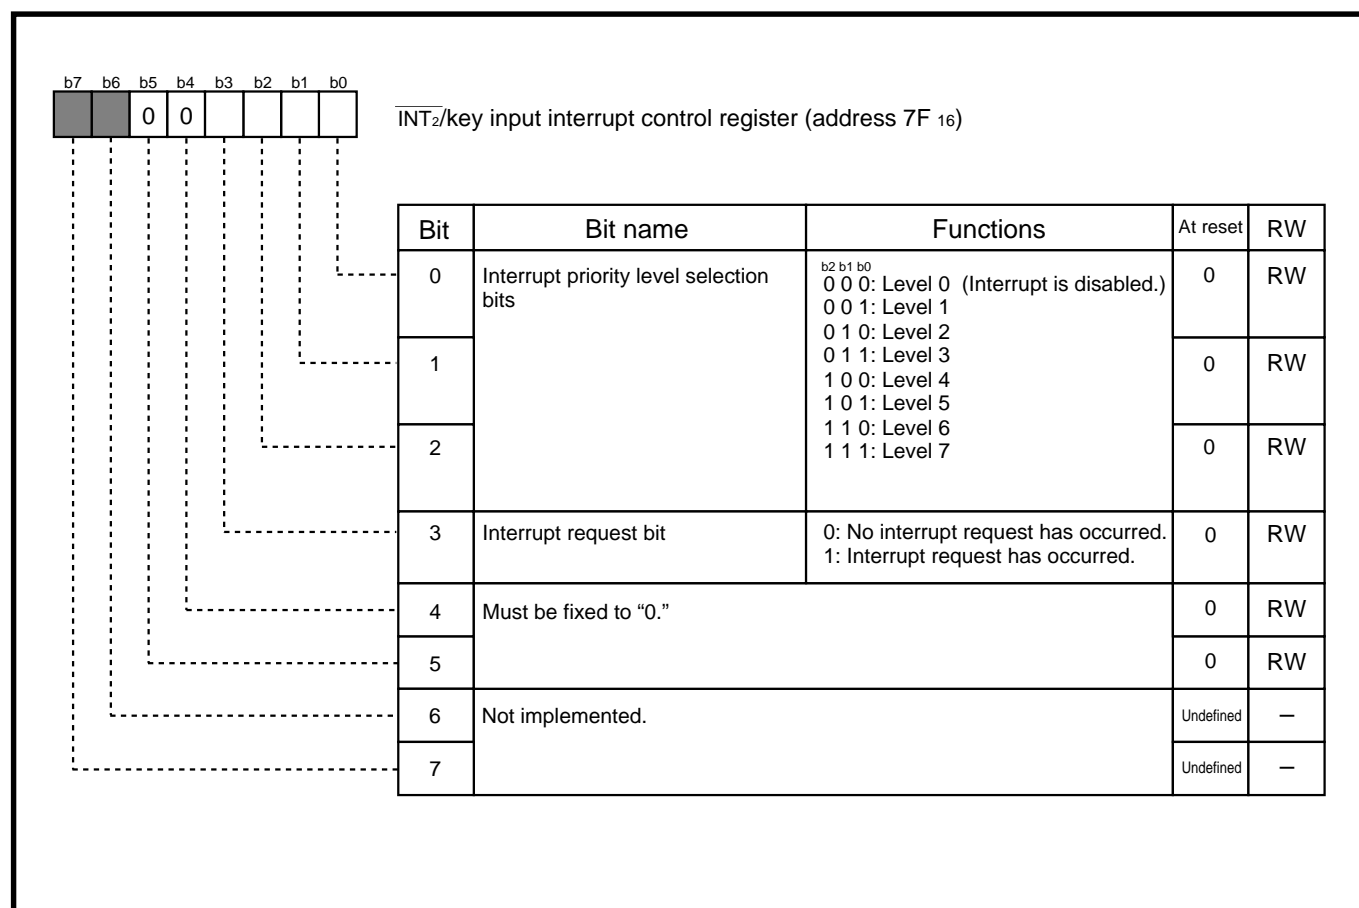 b7 b6 b5 b4 b3 b2 b1 b0
0 0
INT2/key input interrupt control register (address 7F 16)
Bit Bit name Functions At reset RW
0 Interrupt priority level selection bits 0 RW
b2 b1 b0
0 0 0: Level 0 (Interrupt is disabled.)
0 0 1: Level 1
0 1 0: Level 2
0 1 1: Level 3
1 0 0: Level 4
1 0 1: Level 5
1 1 0: Level 6
1 1 1: Level 7
1 0 RW
2 0 RW
3 Interrupt request bit 0: No interrupt request has occurred. 0 RW
1: Interrupt request has occurred.
4 Must be fixed to “0.” 0 RW
5 0 RW
6 Not implemented. Undefined –
7 Undefined –